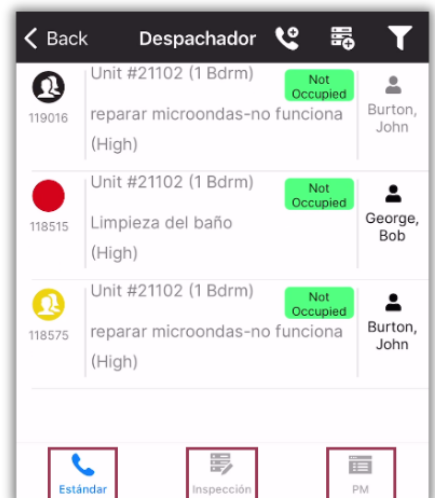 Back Despachador
Unit #21102 (1 Bdrm)
Not
Occupied
119016
reparar microondas-no funciona
(High)
Burton,
John
Unit #21102 (1 Bdrm)
Not
Occupied
118515
Limpieza del baño
(High)
George,
Bob
Unit #21102 (1 Bdrm)
Not
Occupied
118575
reparar microondas-no funciona
(High)
Burton,
John
Estándar Inspección PM